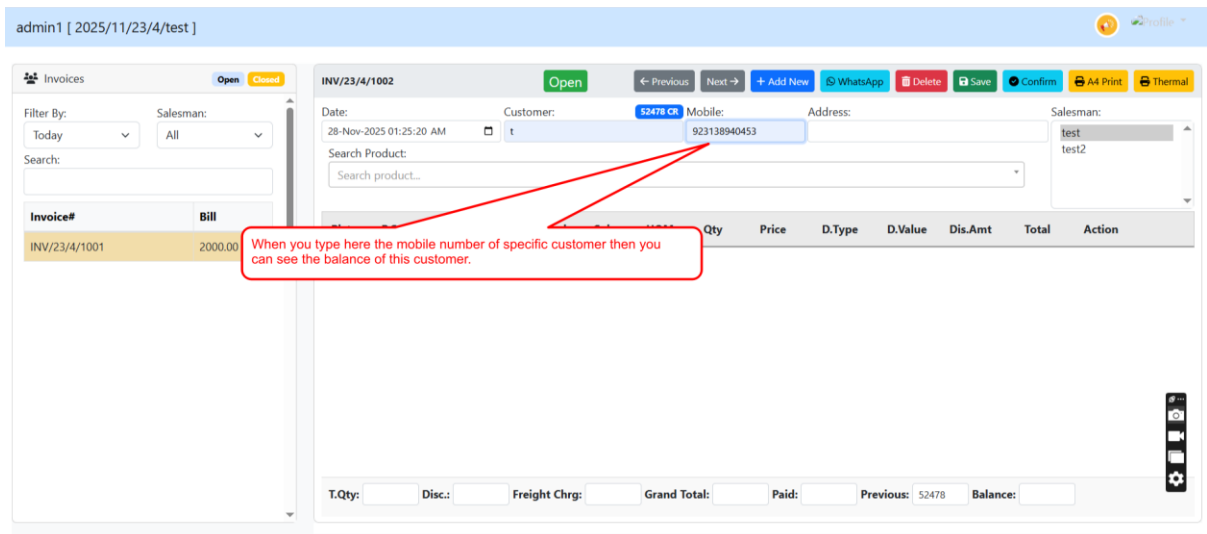 admin1 [ 2025/11/23/4/test ]
Profile
Invoices
Open
Closed
Filter By:
Salesman:
Today
All
Search:
Invoice#
Bill
INV/23/4/1001
2000.00
INV/23/4/1002
Open
← Previous
Next →
+ Add New
WhatsApp
Delete
Save
Confirm
A4 Print
Thermal
Date:
Customer:
52478 CR
Mobile:
Address:
Salesman:
28-Nov-2025 01:25:20 AM
t
923138940453
test
test2
Search Product:
Search product...
Qty
Price
D.Type
D.Value
Dis.Amt
Total
Action
When you type here the mobile number of specific customer then you
can see the balance of this customer.
T.Qty:
Disc.:
Freight Chrg:
Grand Total:
Paid:
Previous: 52478
Balance: